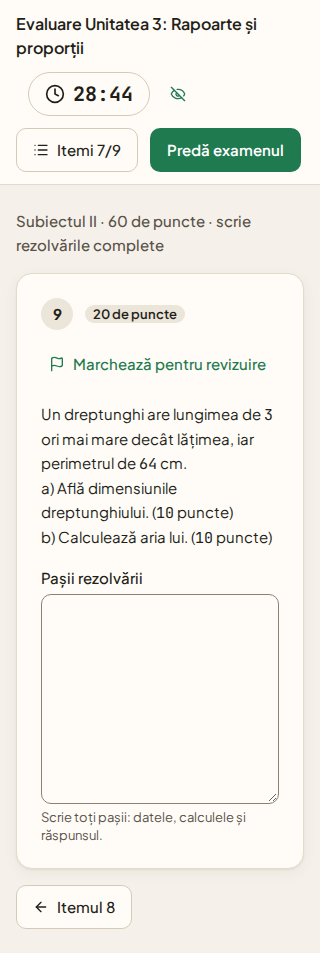 Evaluare Unitatea 3: Rapoarte și
proporții
28:44
Itemi 7/9
Predă examenul
Subiectul II · 60 de puncte · scrie
rezolvările complete
9
20 de puncte
Marchează pentru revizuire
Un dreptunghi are lungimea de 3
ori mai mare decât lățimea, iar
perimetrul de 64 cm.
a) Află dimensiunile
dreptunghiului. (10 puncte)
b) Calculează aria lui. (10 puncte)
Pașii rezolvării
Scrie toți pașii: datele, calculele și
răspunsul.
Itemul 8